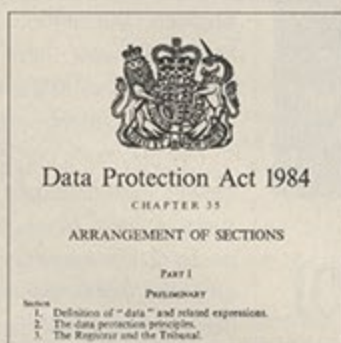 Data Protection Act 1984
CHAPTER 35
ARRANGEMENT OF SECTIONS
PART I
PRELIMINARY
Section
1. Definition of “ data ” and related expressions.
2. The data protection principles.
3. The Registrar and the Tribunal.